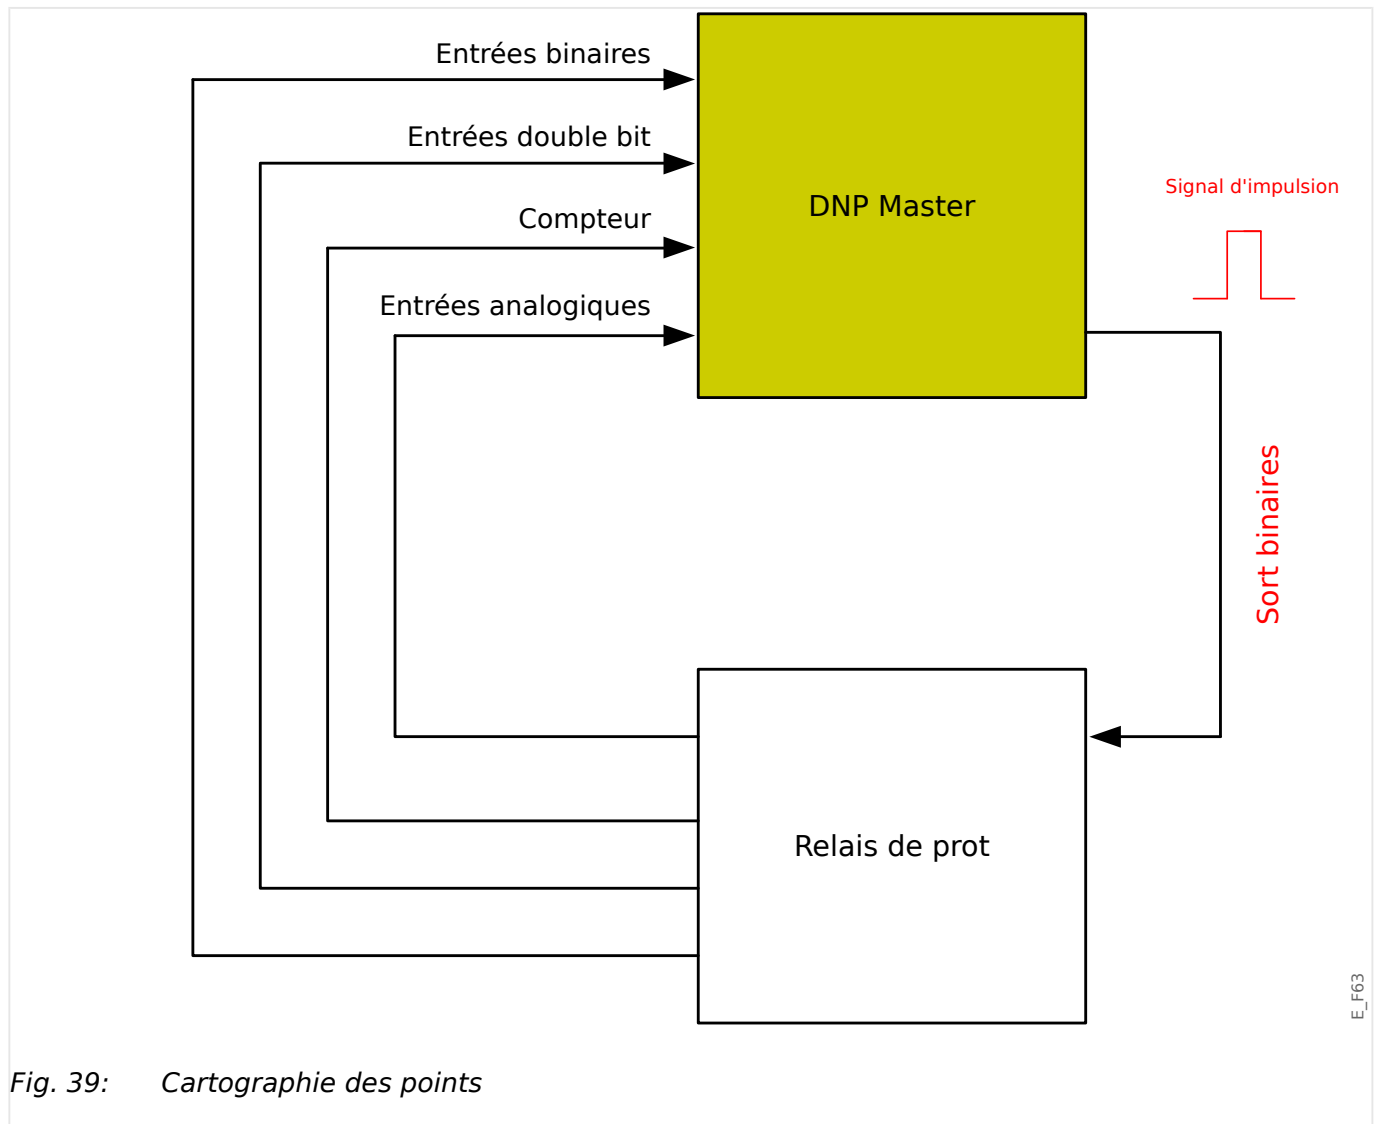 Entrées binaires
Entrées double bit
Compteur
Entrées analogiques
DNP Master
Signal d'impulsion
Sort binaires
Relais de prot
E_F63
Fig. 39: Cartographie des points